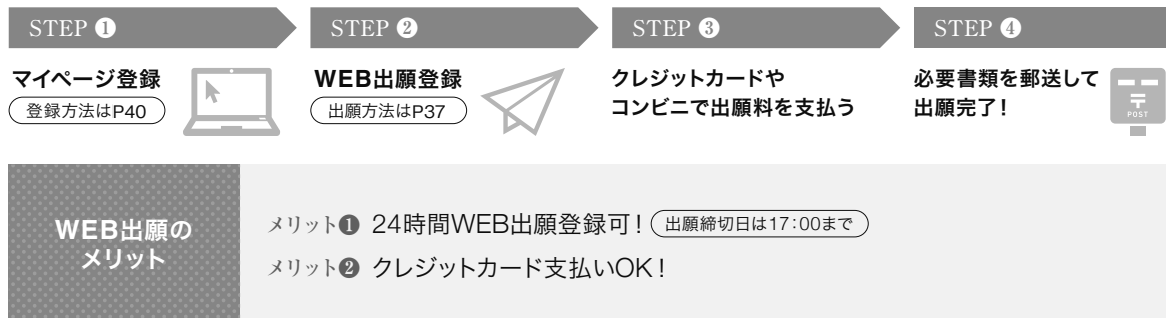 STEP ❶
マイページ登録
登録方法はP40
STEP ❷
WEB出願登録
出願方法はP37
STEP ❸
クレジットカードや
コンビニで出願料を支払う
STEP ❹
必要書類を郵送して
出願完了!
〒
POST
WEB出願の
メリット
メリット❶ 24時間WEB出願登録可! 出願締切日は17:00まで
メリット❷ クレジットカード支払いOK!